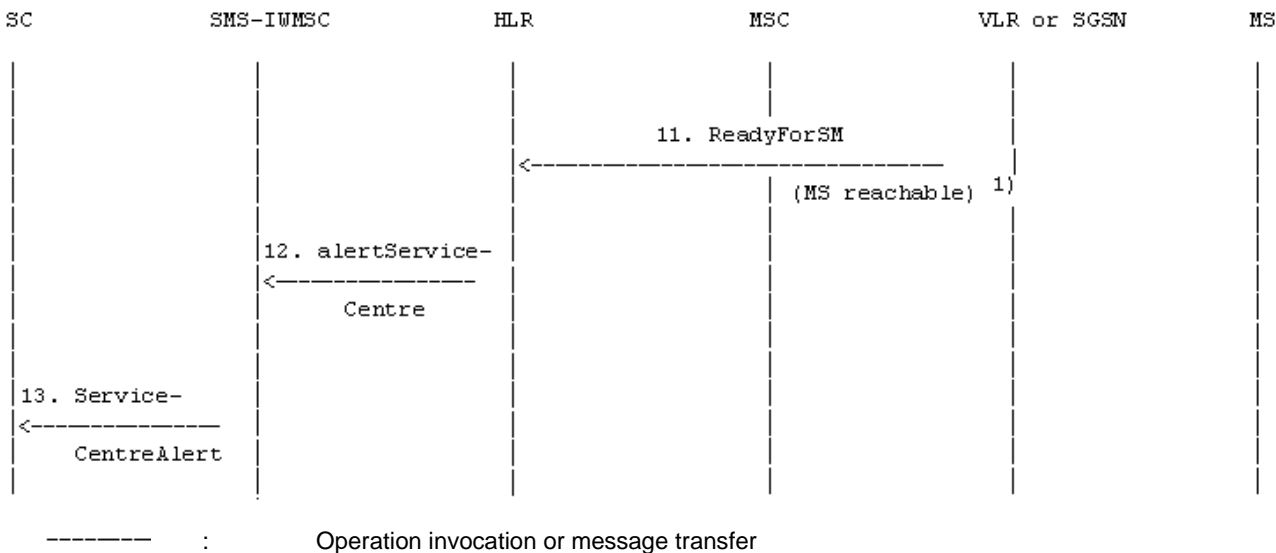 SC SMS-IWMSC HLR MSC VLR or SGSN MS
11. ReadyForSM
(MS reachable) 1)
12. alertService-
Centre
13. Service-
CentreAlert
: Operation invocation or message transfer